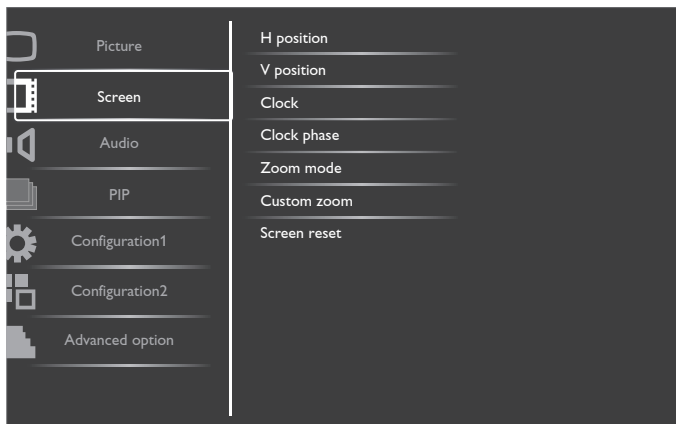 Picture
Screen
Audio
PIP
Configuration1
Configuration2
Advanced option
H position
V position
Clock
Clock phase
Zoom mode
Custom zoom
Screen reset